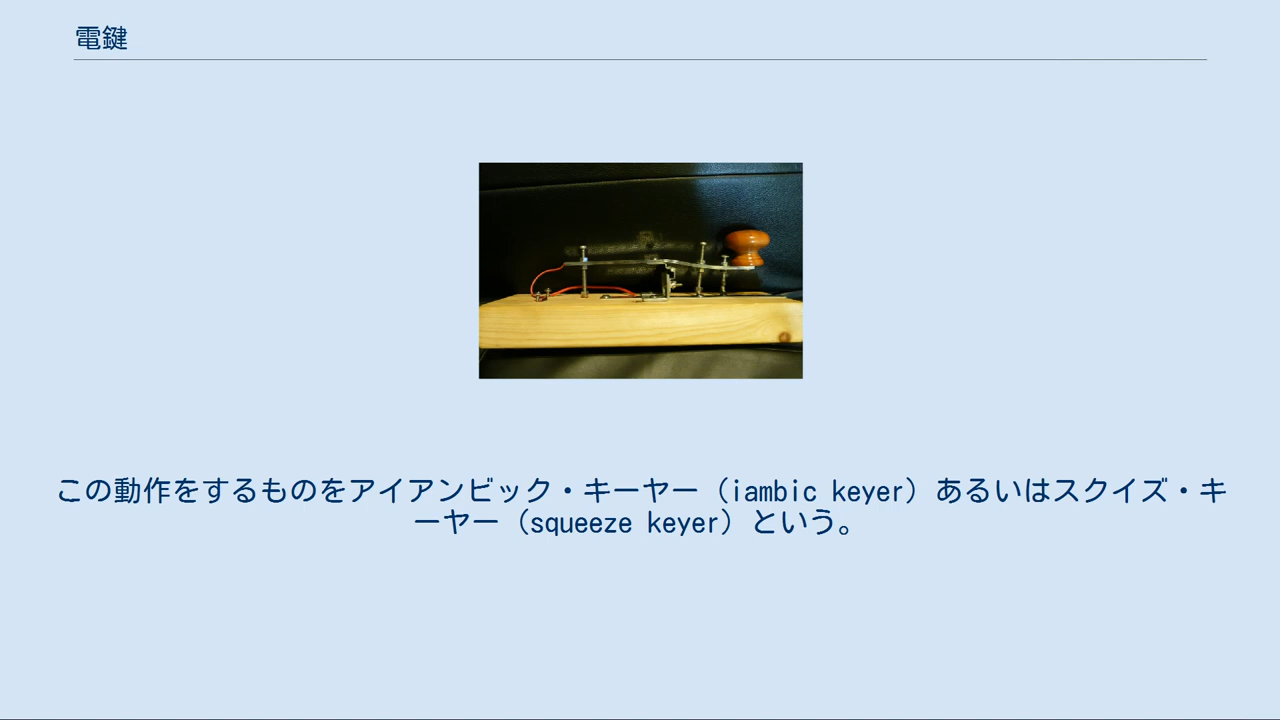 電鍵
この動作をするものをアイアンビック・キーヤー（iambic keyer）あるいはスクイズ・キ
ーヤー（squeeze keyer）という。